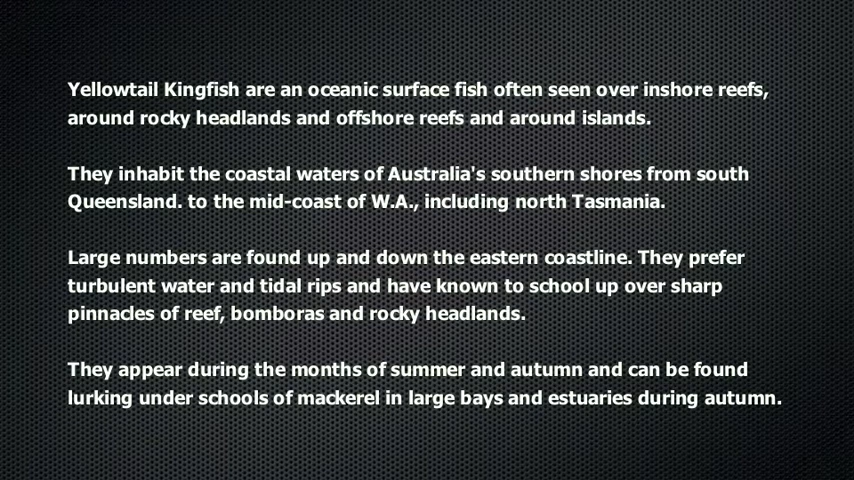 Yellowtail Kingfish are an oceanic surface fish often seen over inshore reefs,
around rocky headlands and offshore reefs and around islands.
They inhabit the coastal waters of Australia's southern shores from south
Queensland. to the mid-coast of W.A., including north Tasmania.
Large numbers are found up and down the eastern coastline. They prefer
turbulent water and tidal rips and have known to school up over sharp
pinnacles of reef, bomboras and rocky headlands.
They appear during the months of summer and autumn and can be found
lurking under schools of mackerel in large bays and estuaries during autumn.